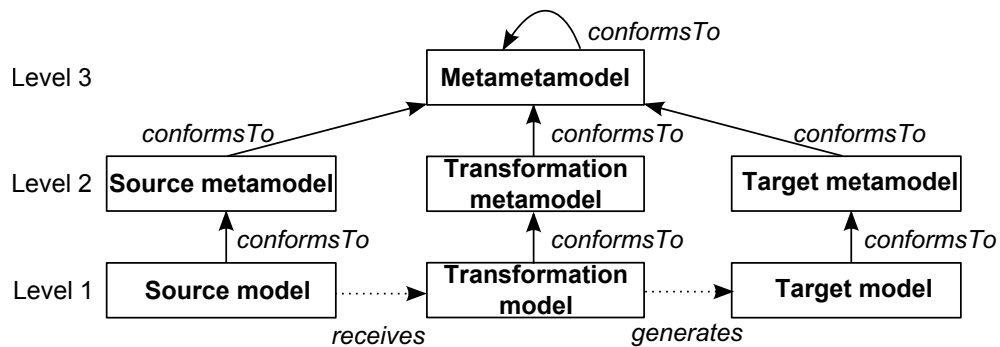 conformsTo
Level 3
Metametamodel
conformsTo
conformsTo
conformsTo
Level 2
Source metamodel
Transformation
metamodel
Target metamodel
conformsTo
conformsTo
conformsTo
Level 1
Source model
Transformation
model
Target model
receives
generates